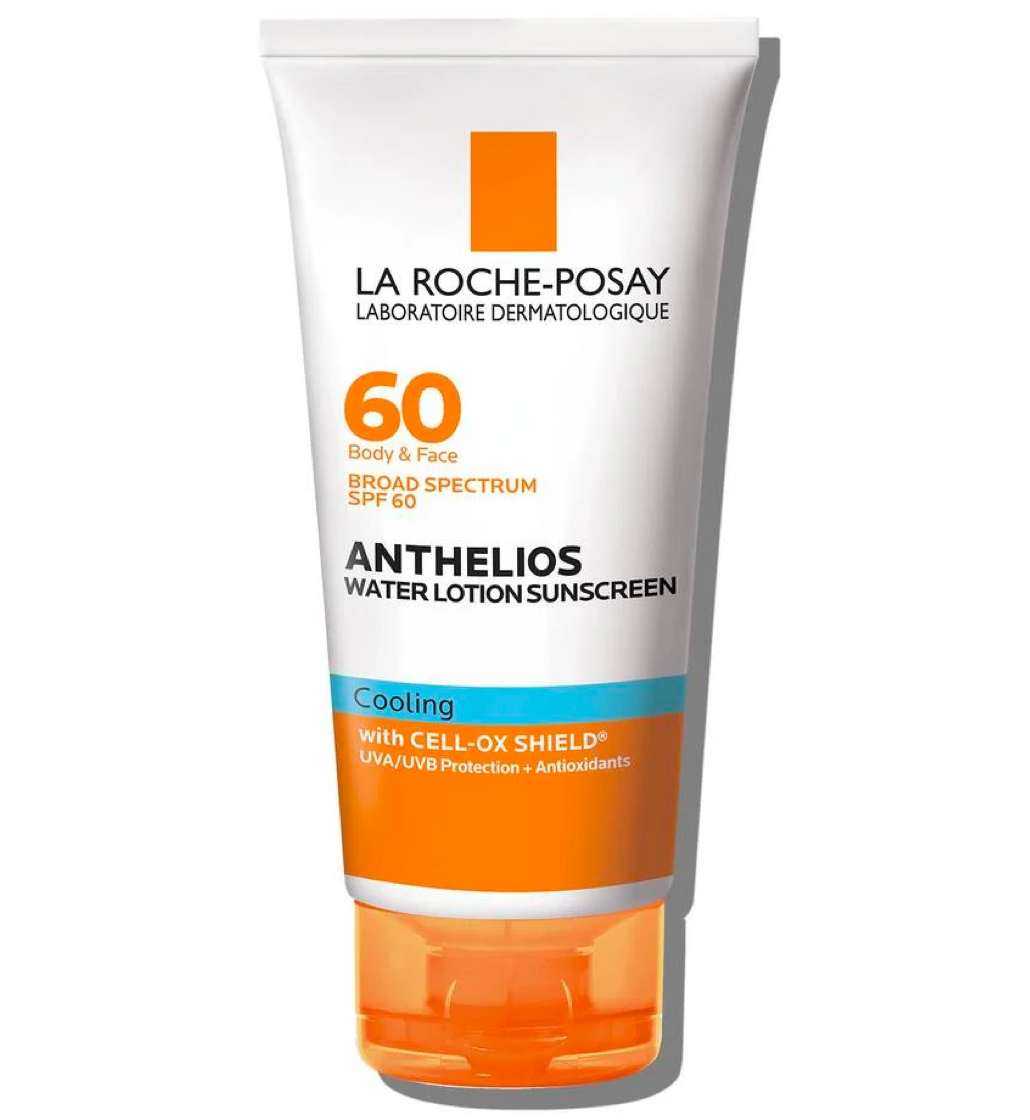 LA ROCHE-POSAY
LABORATOIRE DERMATOLOGIQUE
60
Body & Face
BROAD SPECTRUM
SPF 60
ANTHELIOS
WATER LOTION SUNSCREEN
Cooling
with CELL-OX SHIELD®
UVA/UVB Protection + Antioxidants